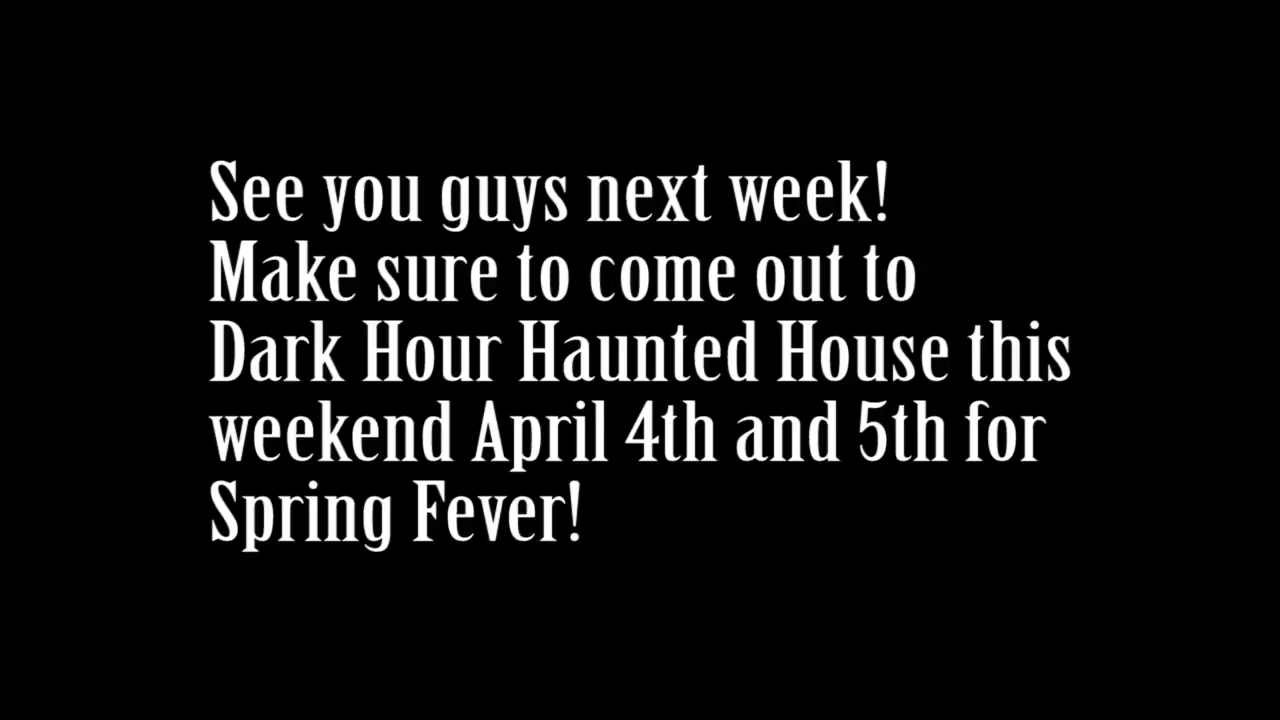 See you guys next week!
Make sure to come out to
Dark Hour Haunted House this
weekend April 4th and 5th for
Spring Fever!